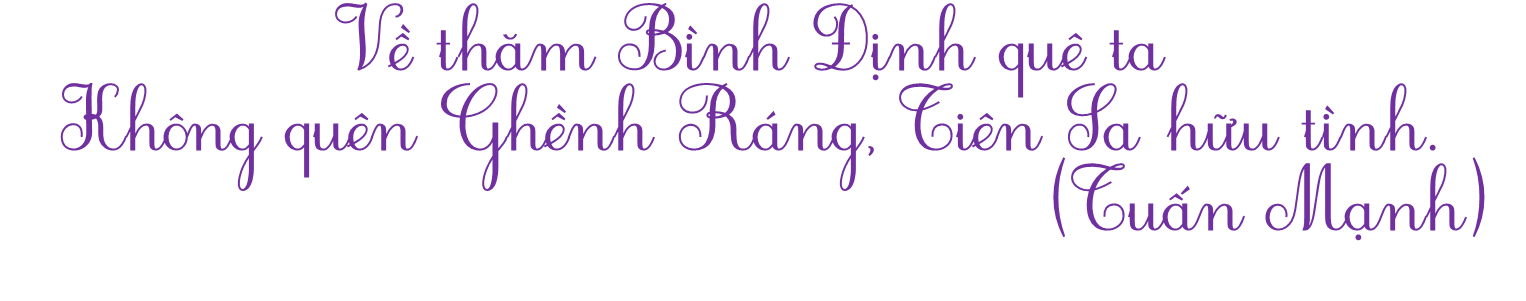 Về thăm Bình Định quê ta
Không quên Ghềnh Ráng, Tiên Sa hữu tình.
(Tuấn Mạnh)